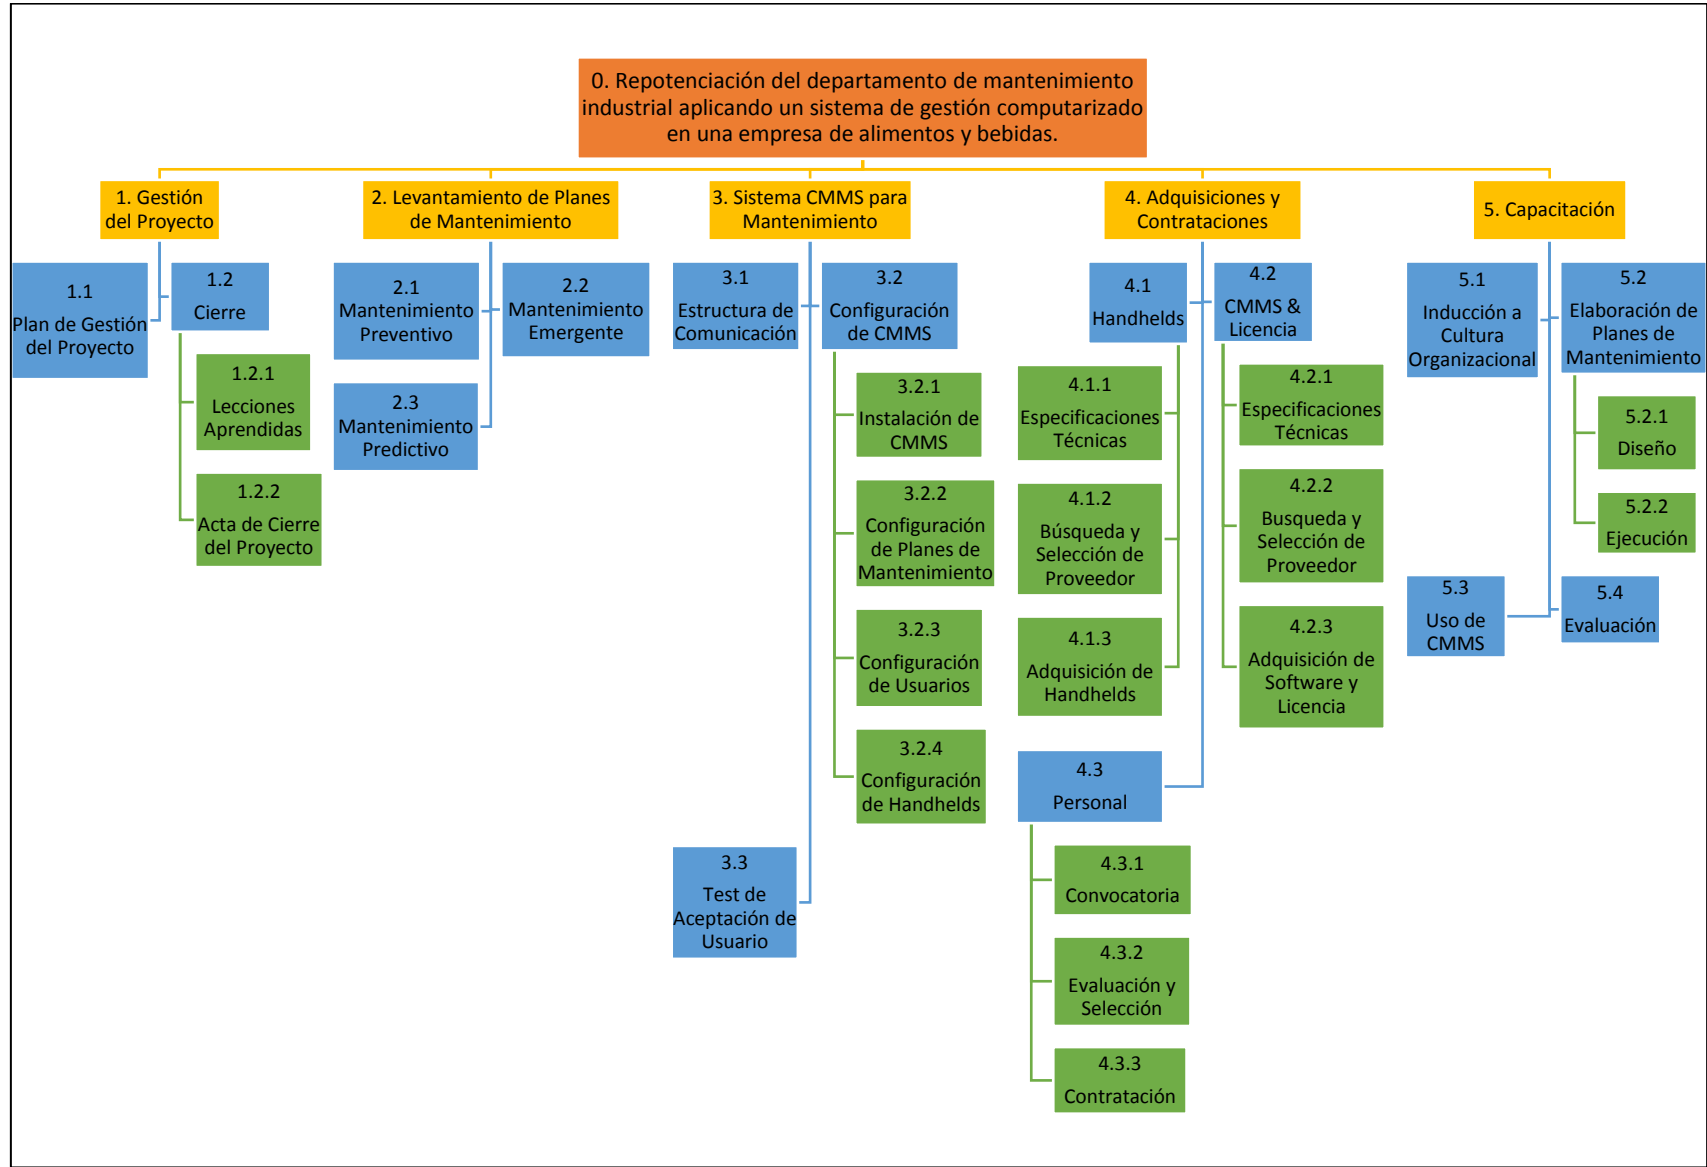 0. Repotenciación del departamento de mantenimiento
industrial aplicando un sistema de gestión computarizado
en una empresa de alimentos y bebidas.
1. Gestión
del Proyecto
1.1
Plan de Gestión
del Proyecto
1.2
Cierre
1.2.1
Lecciones
Aprendidas
1.2.2
Acta de Cierre
del Proyecto
2. Levantamiento de Planes
de Mantenimiento
2.1
Mantenimiento
Preventivo
2.2
Mantenimiento
Emergente
2.3
Mantenimiento
Predictivo
3. Sistema CMMS para
Mantenimiento
3.1
Estructura de
Comunicación
3.2
Configuración
de CMMS
3.2.1
Instalación de
CMMS
3.2.2
Configuración
de Planes de
Mantenimiento
3.2.3
Configuración
de Usuarios
3.2.4
Configuración
de Handhelds
3.3
Test de
Aceptación de
Usuario
4. Adquisiciones y
Contrataciones
4.1
Handhelds
4.1.1
Especificaciones
Técnicas
4.1.2
Búsqueda y
Selección de
Proveedor
4.1.3
Adquisición de
Handhelds
4.2
CMMS &
Licencia
4.2.1
Especificaciones
Técnicas
4.2.2
Busqueda y
Selección de
Proveedor
4.2.3
Adquisición de
Software y
Licencia
4.3
Personal
4.3.1
Convocatoria
4.3.2
Evaluación y
Selección
4.3.3
Contratación
5. Capacitación
5.1
Inducción a
Cultura
Organizacional
5.2
Elaboración de
Planes de
Mantenimiento
5.2.1
Diseño
5.2.2
Ejecución
5.3
Uso de
CMMS
5.4
Evaluación